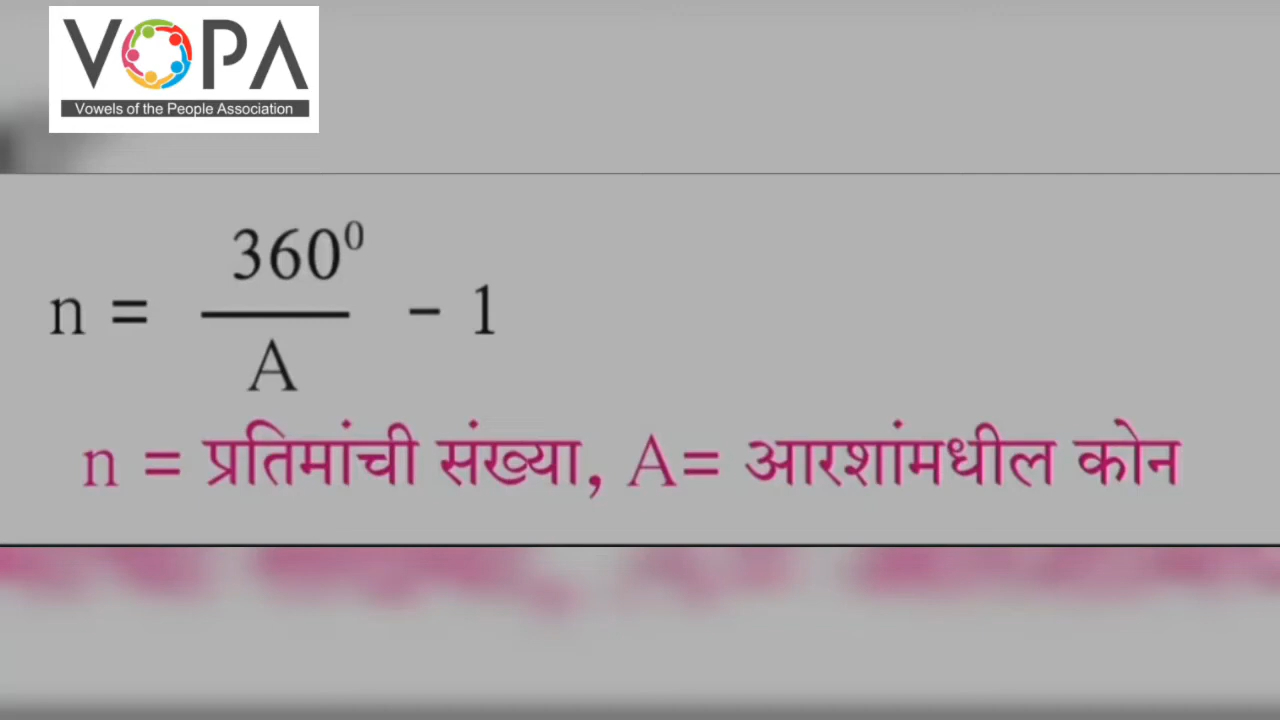 VOPA
Vowels of the People Association
n = 360⁰/A - 1
n = प्रतिमांची संख्या, A= आरशांमधील कोन